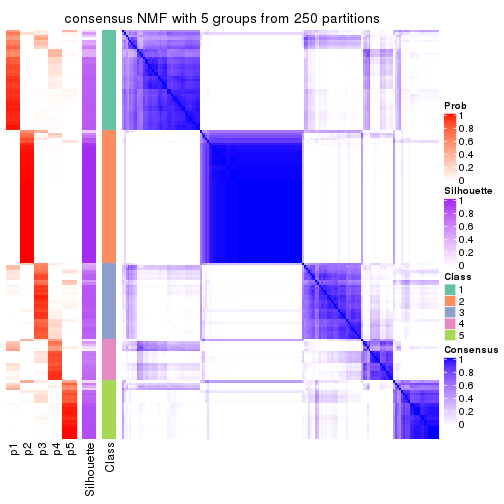 consensus NMF with 5 groups from 250 partitions
Prob
1
0.8
0.6
0.4
0.2
0
Silhouette
1
0.8
0.6
0.4
0.2
0
Class
1
2
3
4
5
Consensus
1
0.8
0.6
0.4
0.2
0
p1
p2
p3
p4
p5
Silhouette
Class